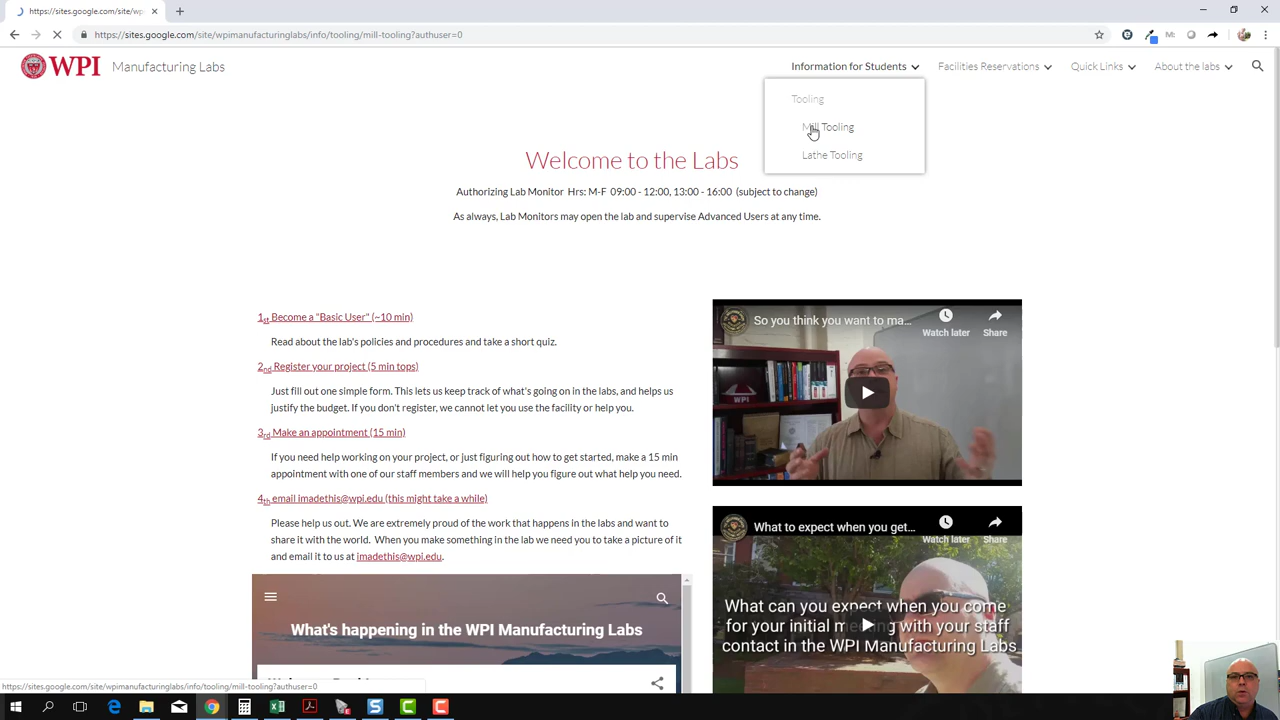 https://sites.google.com/site/wp
https://sites.google.com/site/wpimanufacturinglabs/info/tooling/mill-tooling?authuser=0
WPI Manufacturing Labs
Information for Students
Facilities Reservations
Quick Links
About the labs
Tooling
Mill Tooling
Lathe Tooling
Welcome to the Labs
Authorizing Lab Monitor Hrs: M-F 09:00 - 12:00, 13:00 - 16:00 (subject to change)
As always, Lab Monitors may open the lab and supervise Advanced Users at any time.
1st Become a "Basic User" (~10 min)
Read about the lab's policies and procedures and take a short quiz.
2nd Register your project (5 min tops)
Just fill out one simple form. This lets us keep track of what's going on in the labs, and helps us
justify the budget. If you don't register, we cannot let you use the facility or help you.
3rd Make an appointment (15 min)
If you need help working on your project, or just figuring out how to get started, make a 15 min
appointment with one of our staff members and we will help you figure out what help you need.
4th email imadethis@wpi.edu (this might take a while)
Please help us out. We are extremely proud of the work that happens in the labs and want to
share it with the world. When you make something in the lab we need you to take a picture of it
and email it to us at imadethis@wpi.edu.
What's happening in the WPI Manufacturing Labs
So you think you want to ma...
Watch later
Share
WPI
What to expect when you get...
Watch later
Share
What can you expect when you come
for your initial meeting with your staff
contact in the WPI Manufacturing Labs
https://sites.google.com/site/wpimanufacturinglabs/info/tooling/mill-tooling?authuser=0